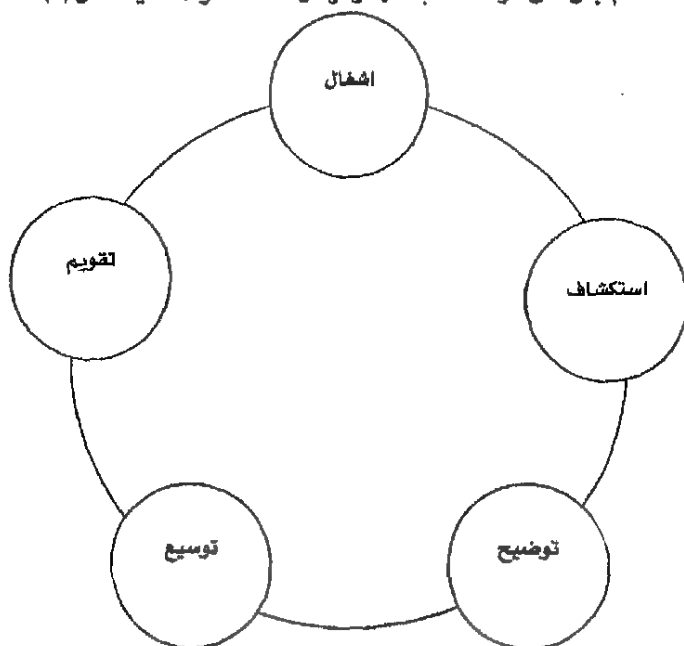 اشغال
استكشاف
توضيح
توسيع
تقويم